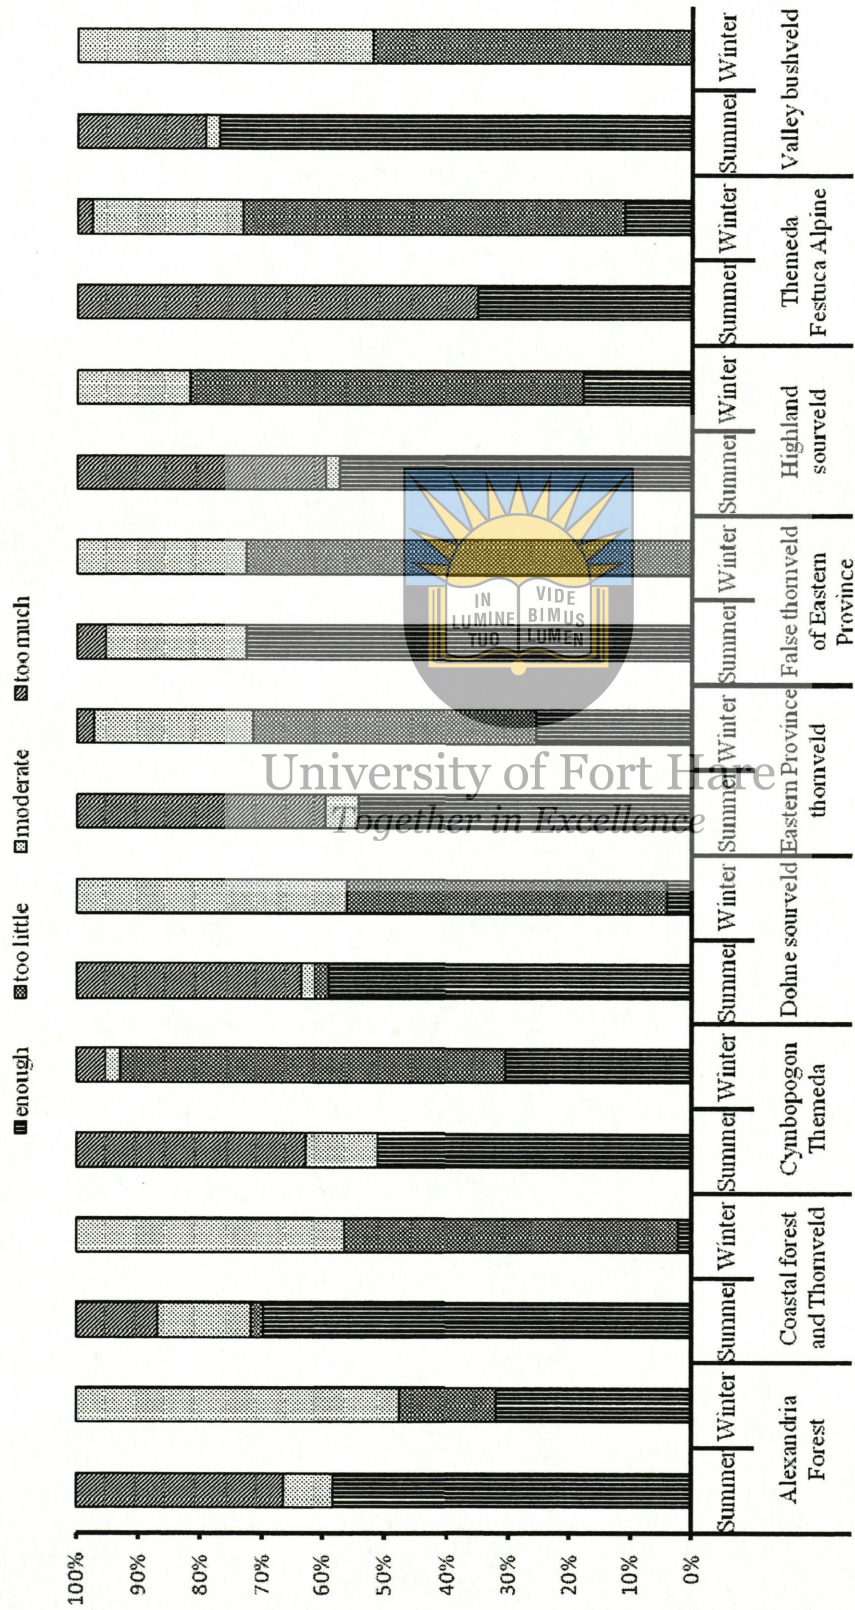 enough too little moderate too much
100%
90%
80%
70%
60%
50%
40%
30%
20%
10%
0%
Summer Winter Summer Winter Summer Winter Summer Winter Summer Winter Summer Winter Summer Winter Summer Winter Summer Winter
Alexandria
Forest
Coastal forest
and Thornveld
Cymbopogon
Themeda
Dohne sourveld
Eastern Province
thornveld
False thornveld
of Eastern
Province
Highland
sourveld
Themeda
Festuca Alpine
Valley bushveld
IN
LUMINE
TUO
VIDE
BIMUS
LUMEN
University of Fort Hare
Together in Excellence